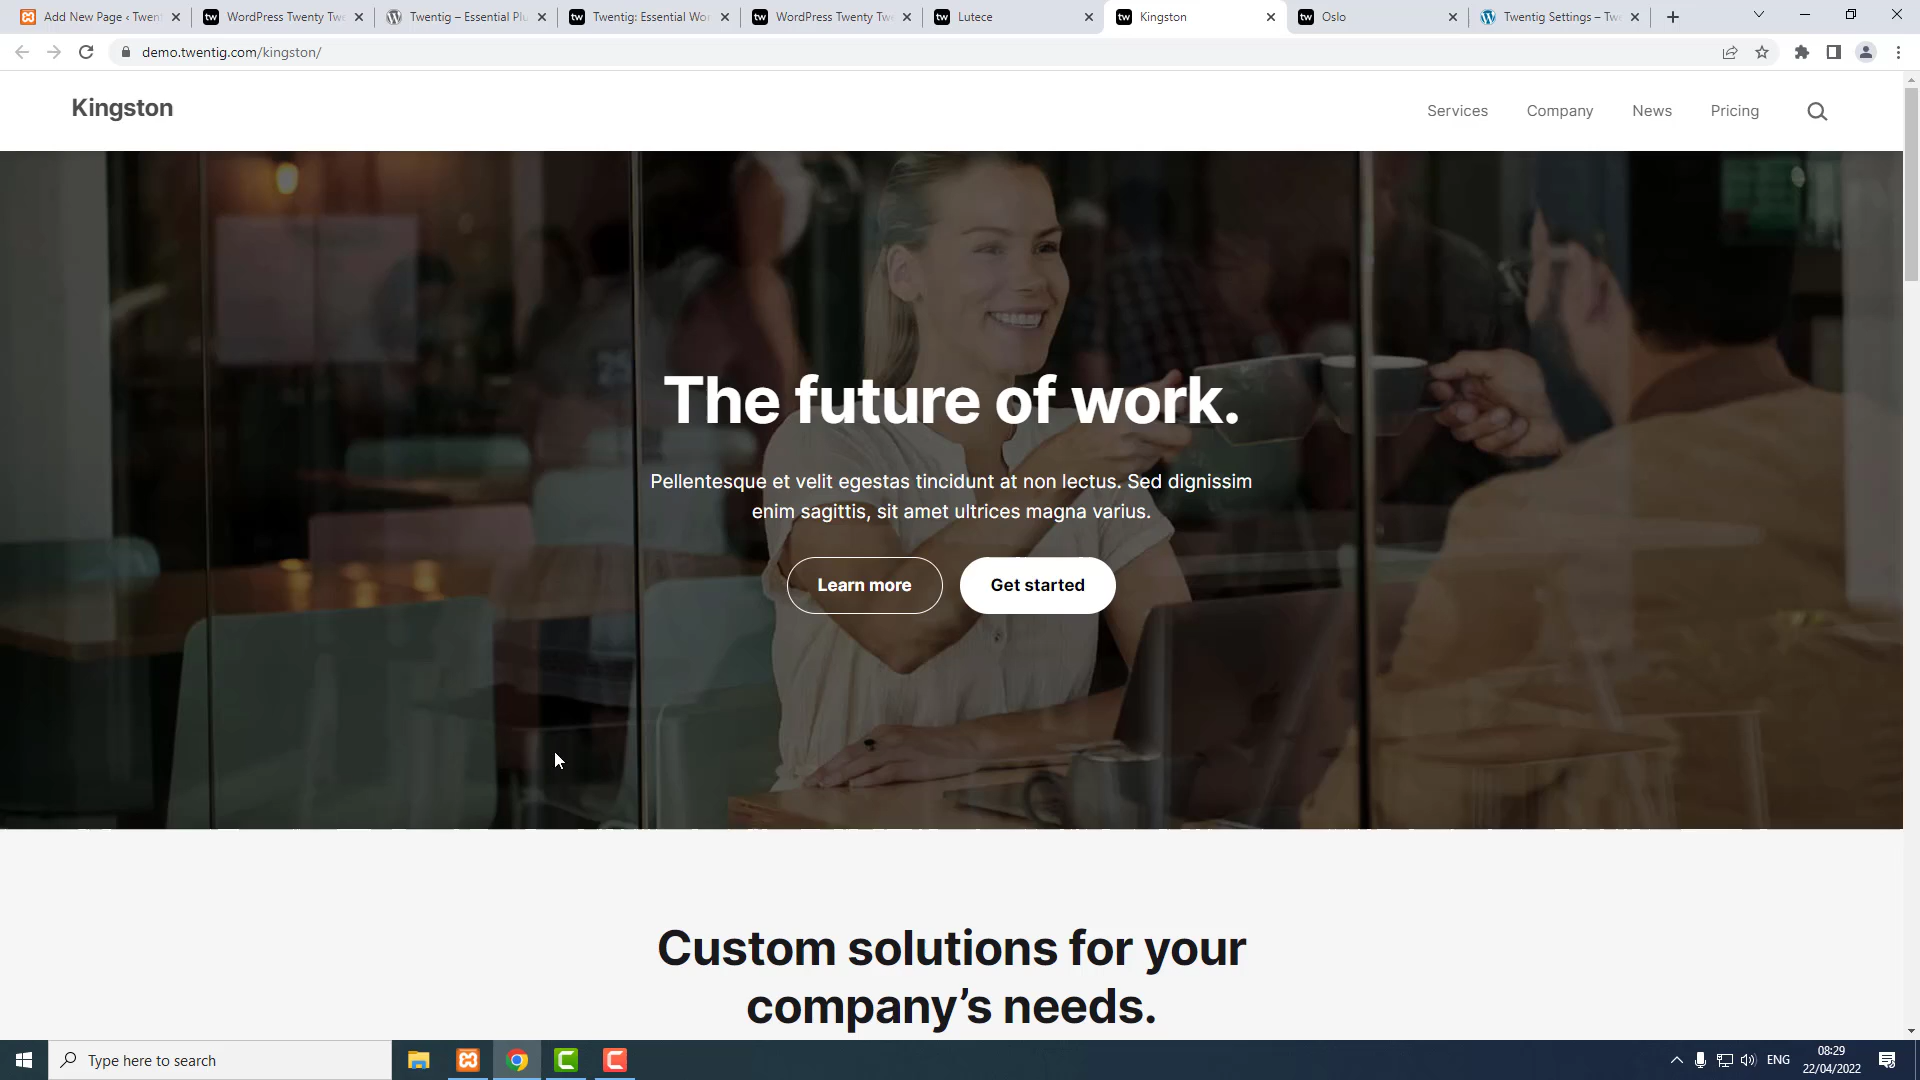 Add New Page ‹ Twen
WordPress Twenty Tw
Twentig – Essential Plu
Twentig: Essential Wor
WordPress Twenty Tw
Lutece
Kingston
Oslo
Twentig Settings – Tw
demo.twentig.com/kingston/
Kingston
Services
Company
News
Pricing
The future of work.
Pellentesque et velit egestas tincidunt at non lectus. Sed dignissim
enim sagittis, sit amet ultrices magna varius.
Learn more
Get started
Custom solutions for your
company’s needs.
Type here to search
ENG
08:29
22/04/2022